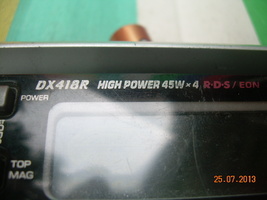 DX418R HIGH POWER 45W×4 R·D·S/EON
POWER
TOP
MAG
25.07.2013